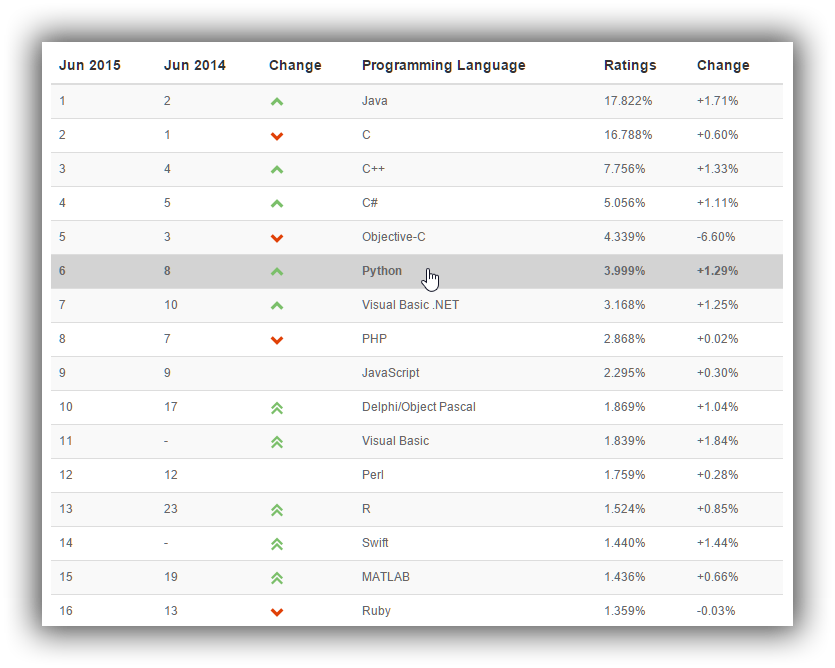 Jun 2015 Jun 2014 Change Programming Language Ratings Change
1 2 Java 17.822% +1.71%
2 1 C 16.788% +0.60%
3 4 C++ 7.756% +1.33%
4 5 C# 5.056% +1.11%
5 3 Objective-C 4.339% -6.60%
6 8 Python 3.999% +1.29%
7 10 Visual Basic .NET 3.168% +1.25%
8 7 PHP 2.868% +0.02%
9 9 JavaScript 2.295% +0.30%
10 17 Delphi/Object Pascal 1.869% +1.04%
11 - Visual Basic 1.839% +1.84%
12 12 Perl 1.759% +0.28%
13 23 R 1.524% +0.85%
14 - Swift 1.440% +1.44%
15 19 MATLAB 1.436% +0.66%
16 13 Ruby 1.359% -0.03%